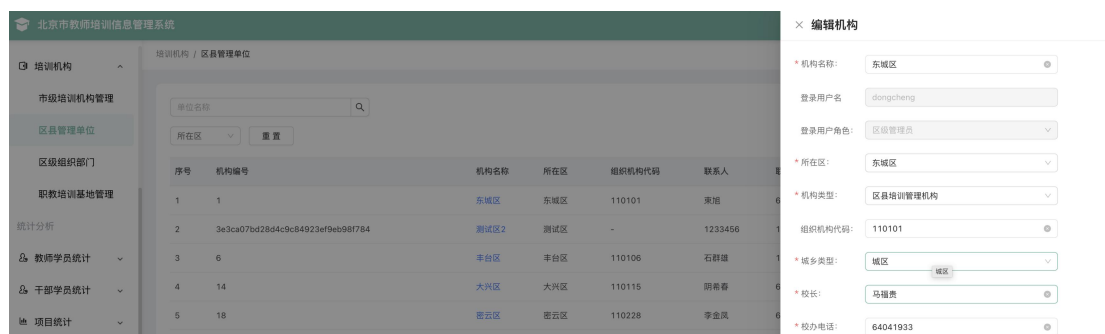 北京市教师培训信息管理系统
培训机构
市级培训机构管理
区县管理单位
区级组织部门
职教培训基地管理
统计分析
教师学员统计
干部学员统计
项目统计
培训机构 / 区县管理单位
单位名称
所在区 重 置
序号 机构编号 机构名称 所在区 组织机构代码 联系人
1 1 东城区 东城区 110101 束旭 6
2 3e3ca07bd28d4c9c84923ef9eb98f784 测试区2 测试区 - 1233456 1
3 6 丰台区 丰台区 110106 石群雄 1
4 14 大兴区 大兴区 110115 阴希春 6
5 18 密云区 密云区 110228 李金凤 6
× 编辑机构
* 机构名称: 东城区
登录用户名 dongcheng
登录用户角色: 区级管理员
* 所在区: 东城区
* 机构类型: 区县培训管理机构
组织机构代码: 110101
* 城乡类型: 城区
城区
* 校长: 马福贵
* 校办电话: 64041933